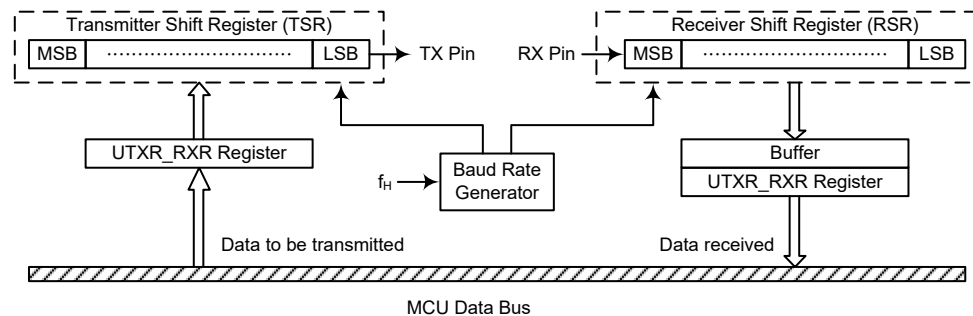 Transmitter Shift Register (TSR)
MSB ………………………… LSB
TX Pin
RX Pin
Receiver Shift Register (RSR)
MSB ………………………… LSB
UTXR_RXR Register
fH
Baud Rate
Generator
Buffer
UTXR_RXR Register
Data to be transmitted
Data received
MCU Data Bus